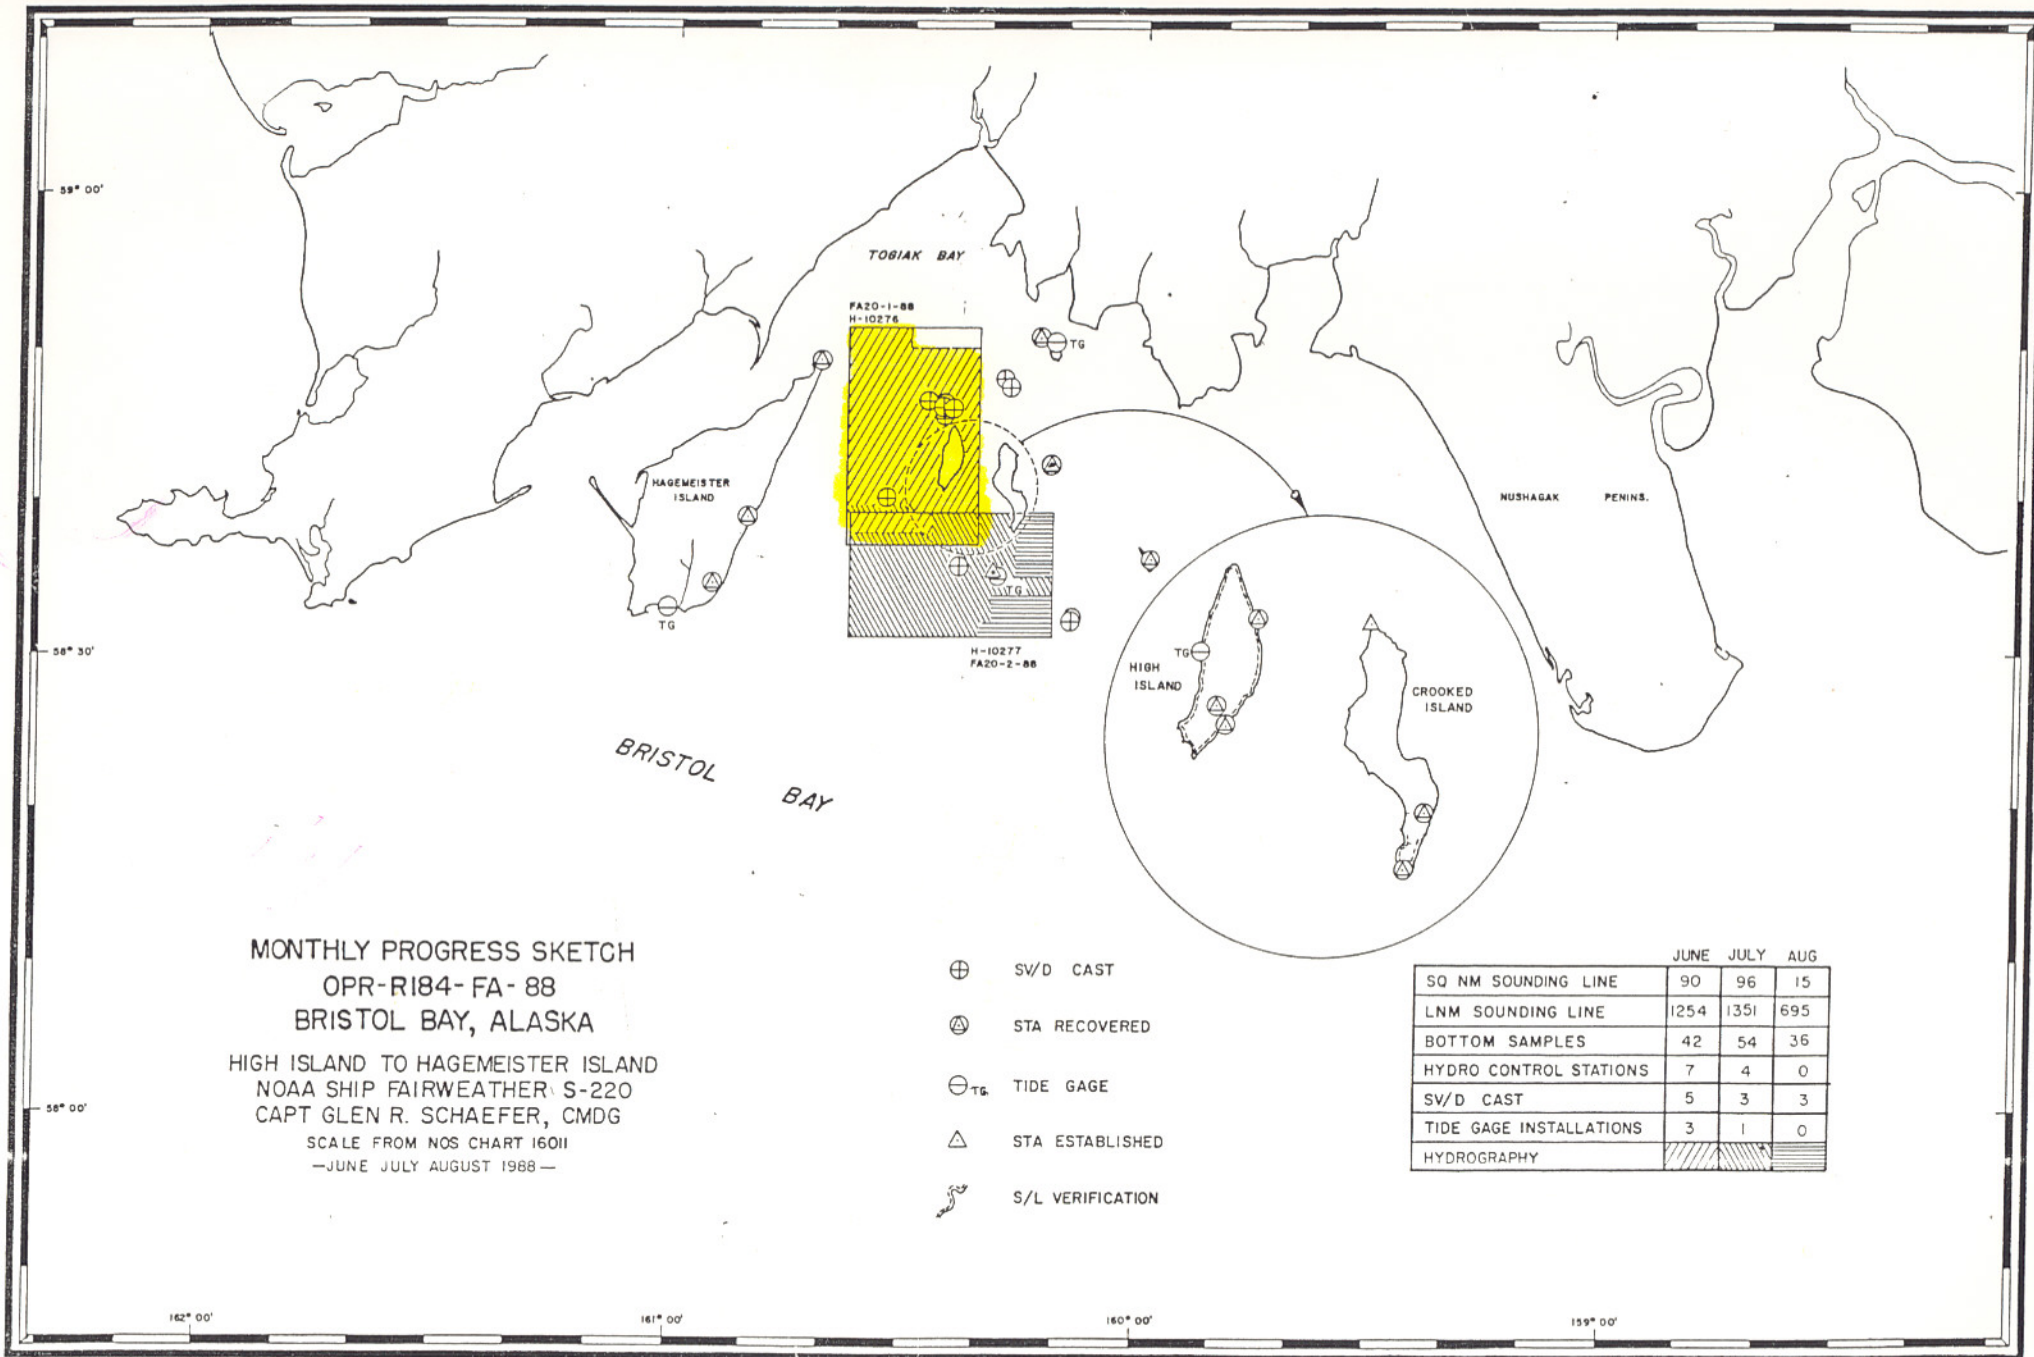 59° 00'
TOGIAK BAY
FA20-1-88
H-10276
TG
HAGEMEISTER
ISLAND
NUSHAGAK PENINS.
TG
TG
58° 30'
H-10277
FA20-2-88
TG
HIGH
ISLAND
CROOKED
ISLAND
BRISTOL BAY
MONTHLY PROGRESS SKETCH
OPR-R184-FA-88
BRISTOL BAY, ALASKA
HIGH ISLAND TO HAGEMEISTER ISLAND
NOAA SHIP FAIRWEATHER S-220
CAPT GLEN R. SCHAEFER, CMDG
SCALE FROM NOS CHART 16011
—JUNE JULY AUGUST 1988—
SV/D CAST
STA RECOVERED
TG. TIDE GAGE
STA ESTABLISHED
S/L VERIFICATION
JUNE JULY AUG
SQ NM SOUNDING LINE 90 96 15
LNM SOUNDING LINE 1254 1351 695
BOTTOM SAMPLES 42 54 36
HYDRO CONTROL STATIONS 7 4 0
SV/D CAST 5 3 3
TIDE GAGE INSTALLATIONS 3 1 0
HYDROGRAPHY
58° 00'
162° 00' 161° 00' 160° 00' 159° 00'